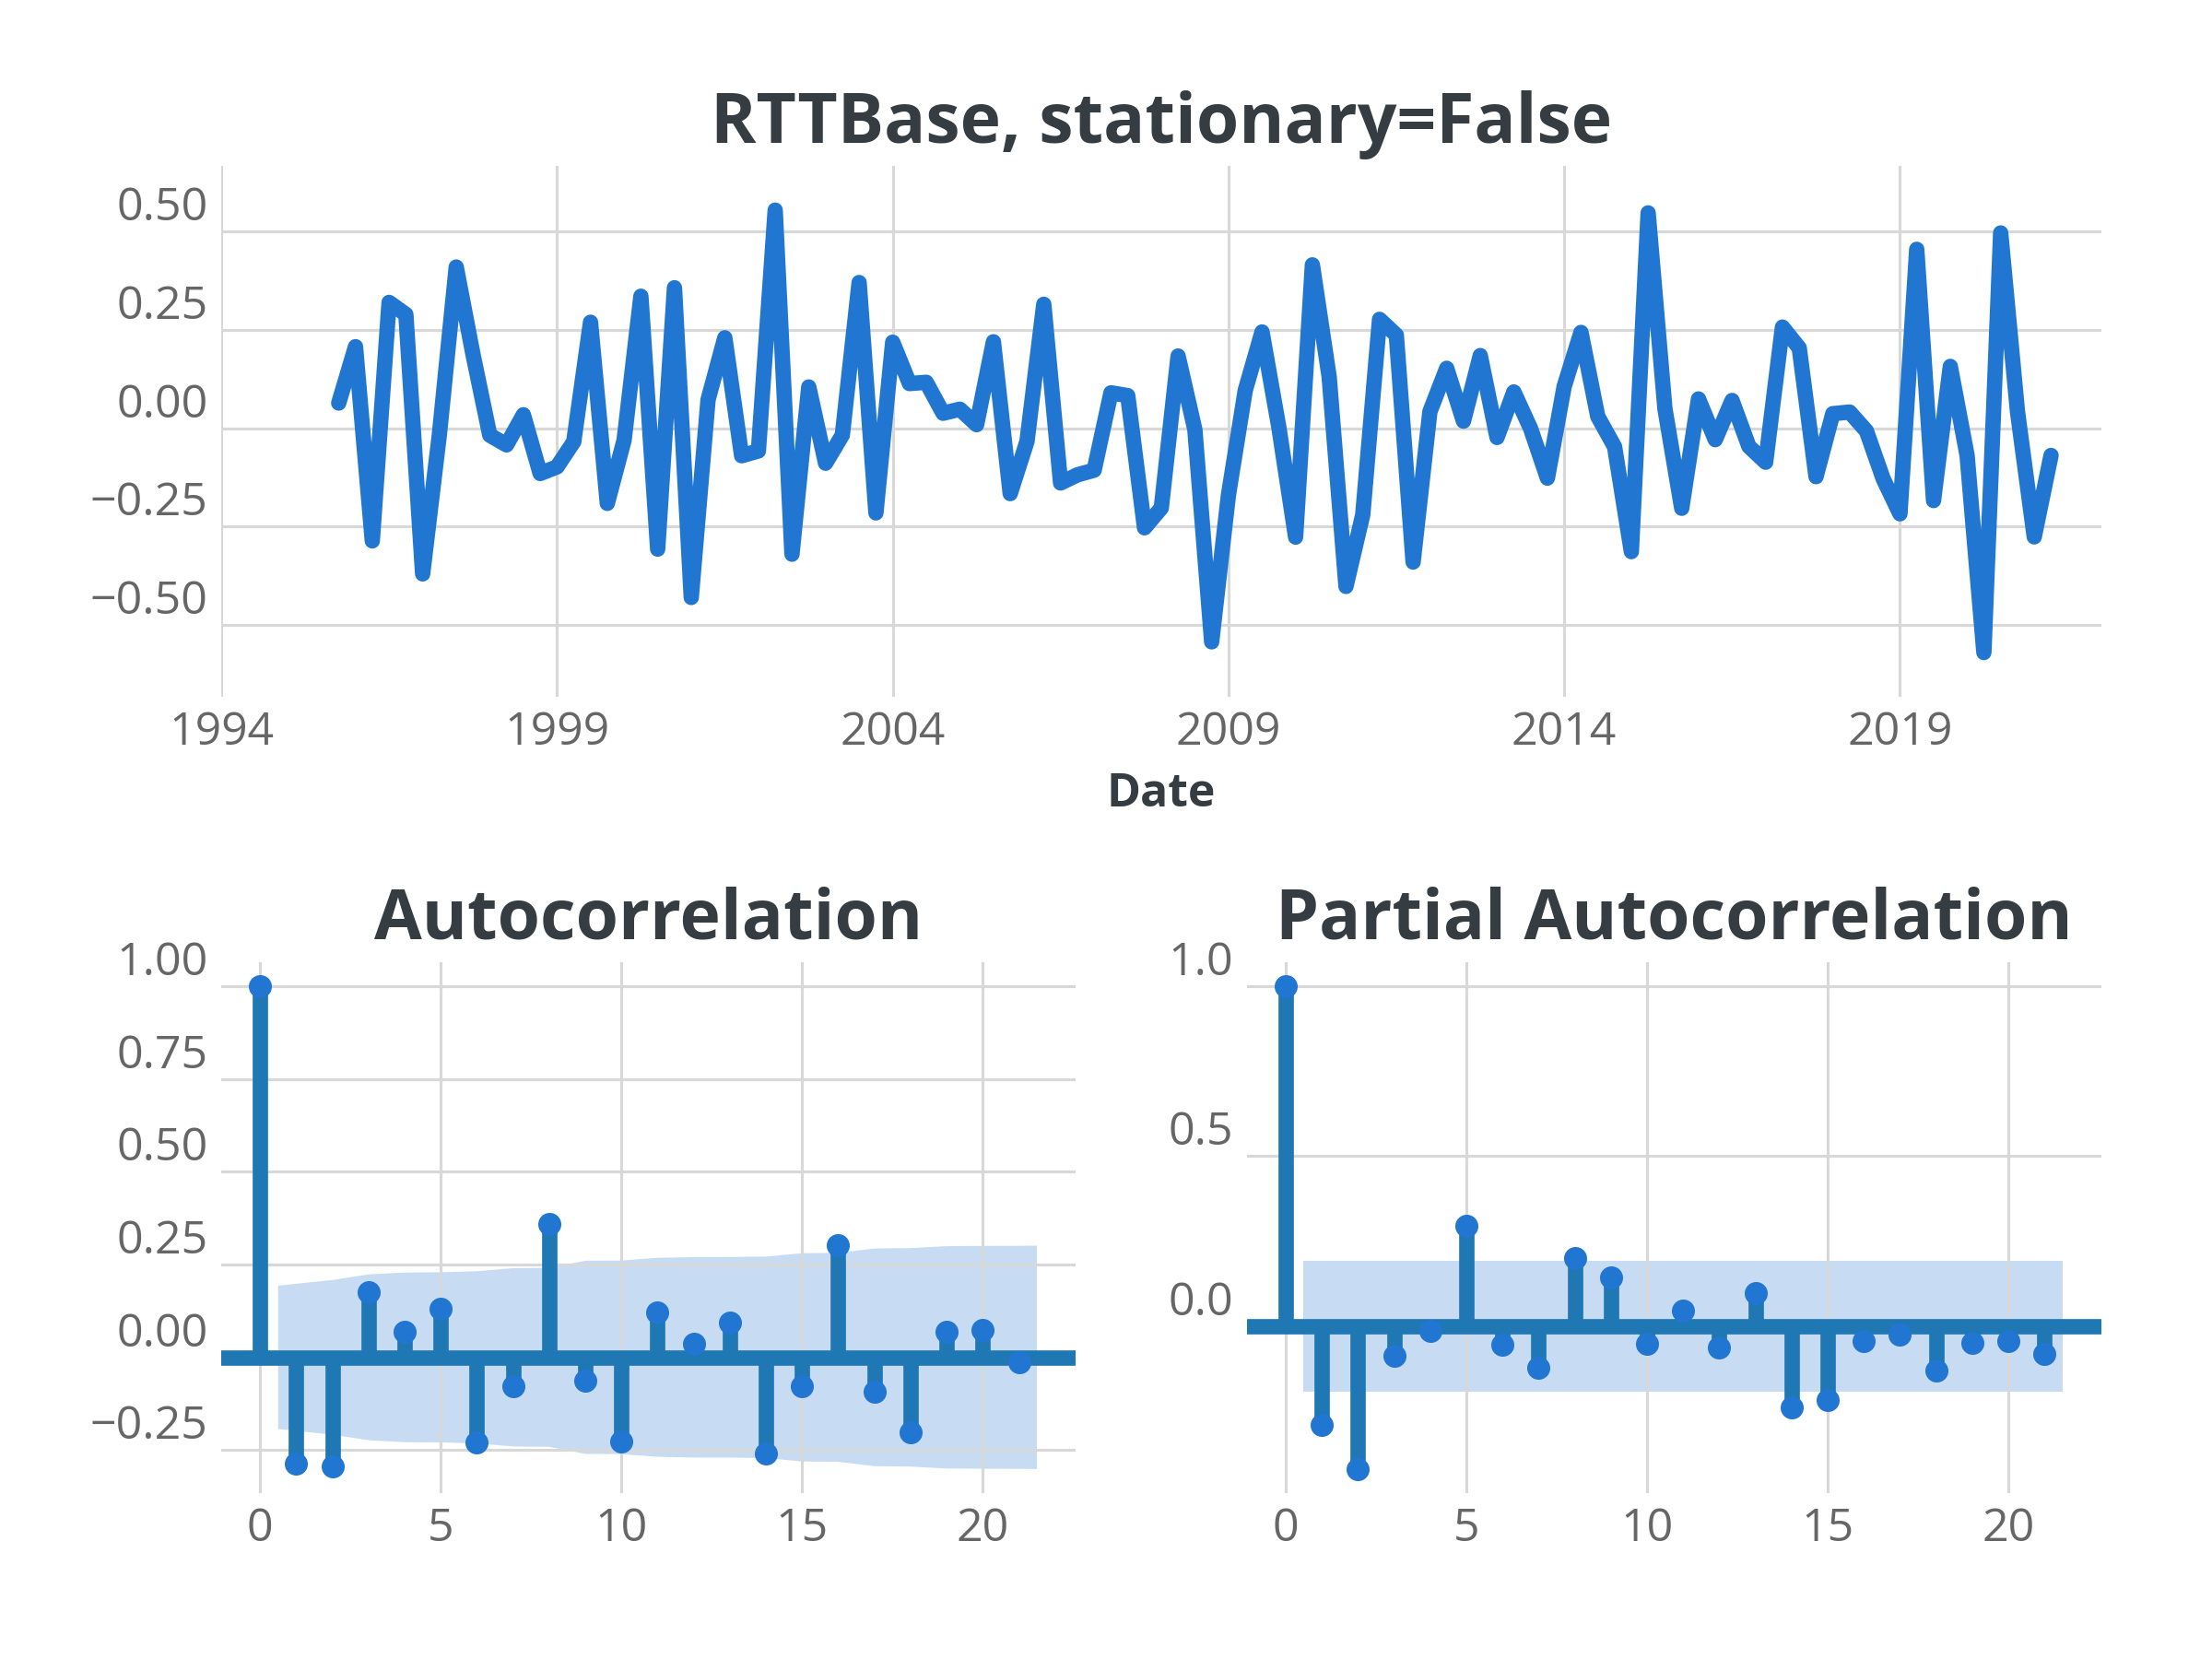 RTTBase, stationary=False
0.50
0.25
0.00
−0.25
−0.50
1994 1999 2004 2009 2014 2019
Date
Autocorrelation
1.00
0.75
0.50
0.25
0.00
−0.25
0 5 10 15 20
Partial Autocorrelation
1.0
0.5
0.0
0 5 10 15 20